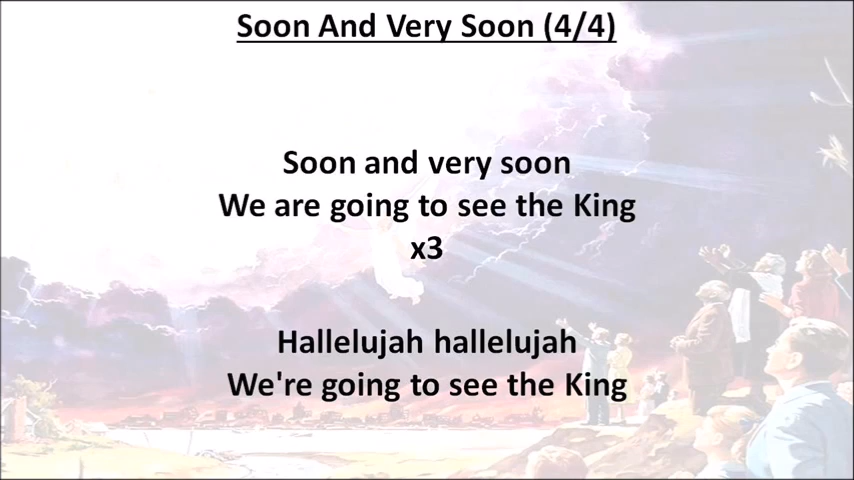 Soon And Very Soon (4/4)
Soon and very soon
We are going to see the King
x3
Hallelujah hallelujah
We're going to see the King